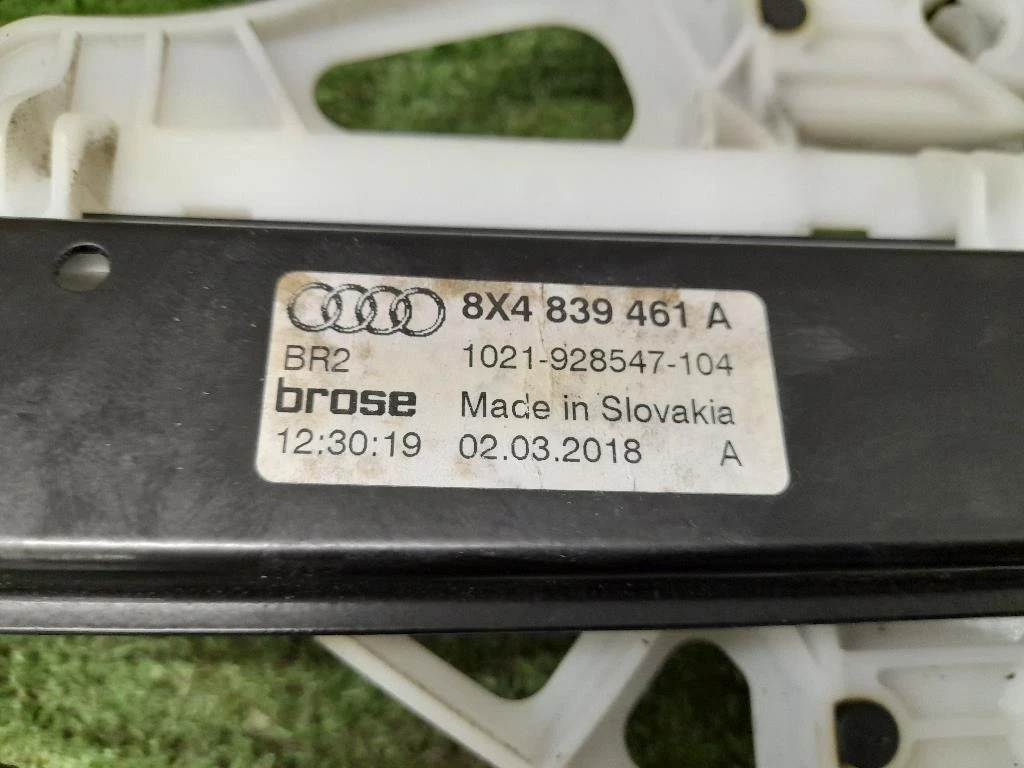 8X4 839 461 A
BR2 1021-928547-104
brose Made in Slovakia
12:30:19 02.03.2018 A